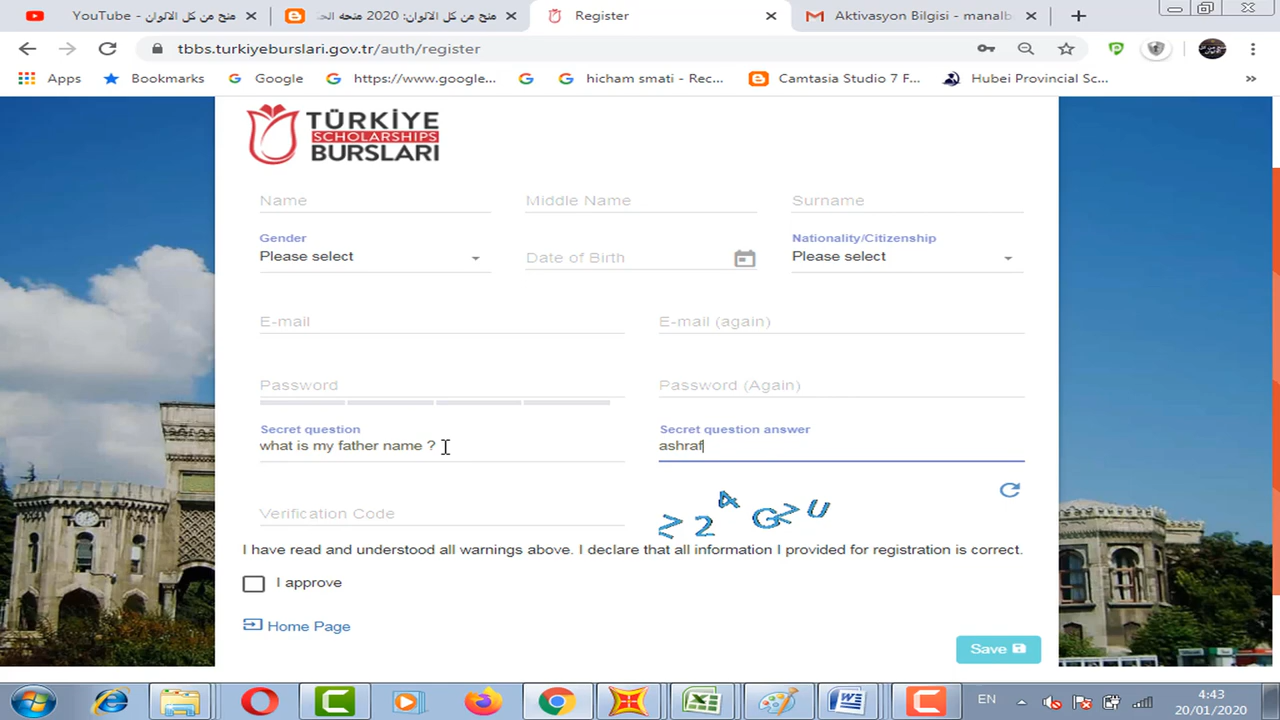 YouTube - منح من كل الالوان
منح من كل الالوان: 2020 منحه الح
Register
Aktivasyon Bilgisi - manalb
tbbs.turkiyeburslari.gov.tr/auth/register
Apps
Bookmarks
Google
https://www.google...
hicham smati - Rec...
Camtasia Studio 7 F...
Hubei Provincial Sc...
TÜRKİYE
SCHOLARSHIPS
BURSLARI
Name
Middle Name
Surname
Gender
Nationality/Citizenship
Please select
Date of Birth
Please select
E-mail
E-mail (again)
Password
Password (Again)
Secret question
Secret question answer
what is my father name ?
ashraf
Verification Code
I have read and understood all warnings above. I declare that all information I provided for registration is correct.
I approve
Home Page
Save
EN
4:43
20/01/2020